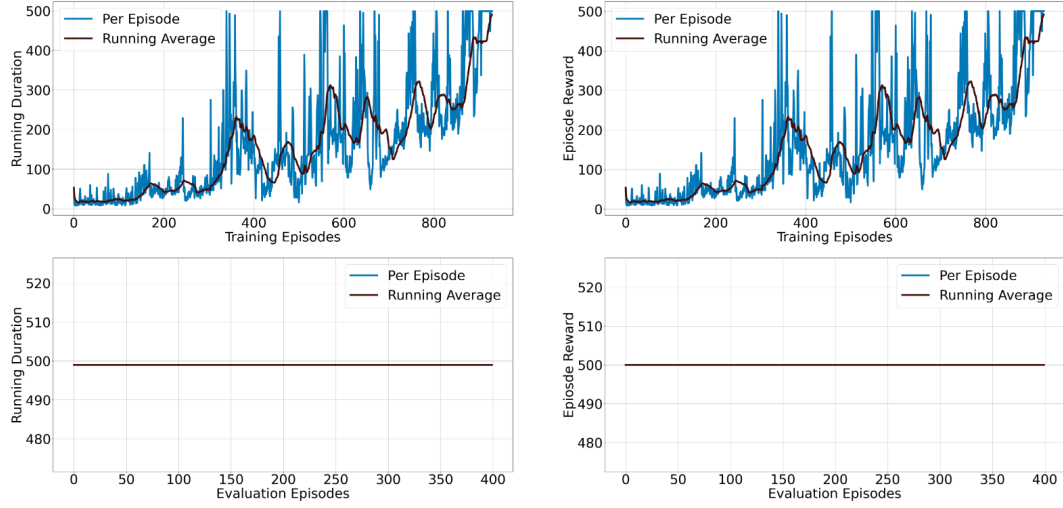 Running Duration
500
400
300
200
100
0
Per Episode
Running Average
0 200 400 600 800
Training Episodes
Epiosde Reward
500
400
300
200
100
0
Per Episode
Running Average
0 200 400 600 800
Training Episodes
Running Duration
520
510
500
490
480
Per Episode
Running Average
0 50 100 150 200 250 300 350 400
Evaluation Episodes
Epiosde Reward
520
510
500
490
480
Per Episode
Running Average
0 50 100 150 200 250 300 350 400
Evaluation Episodes